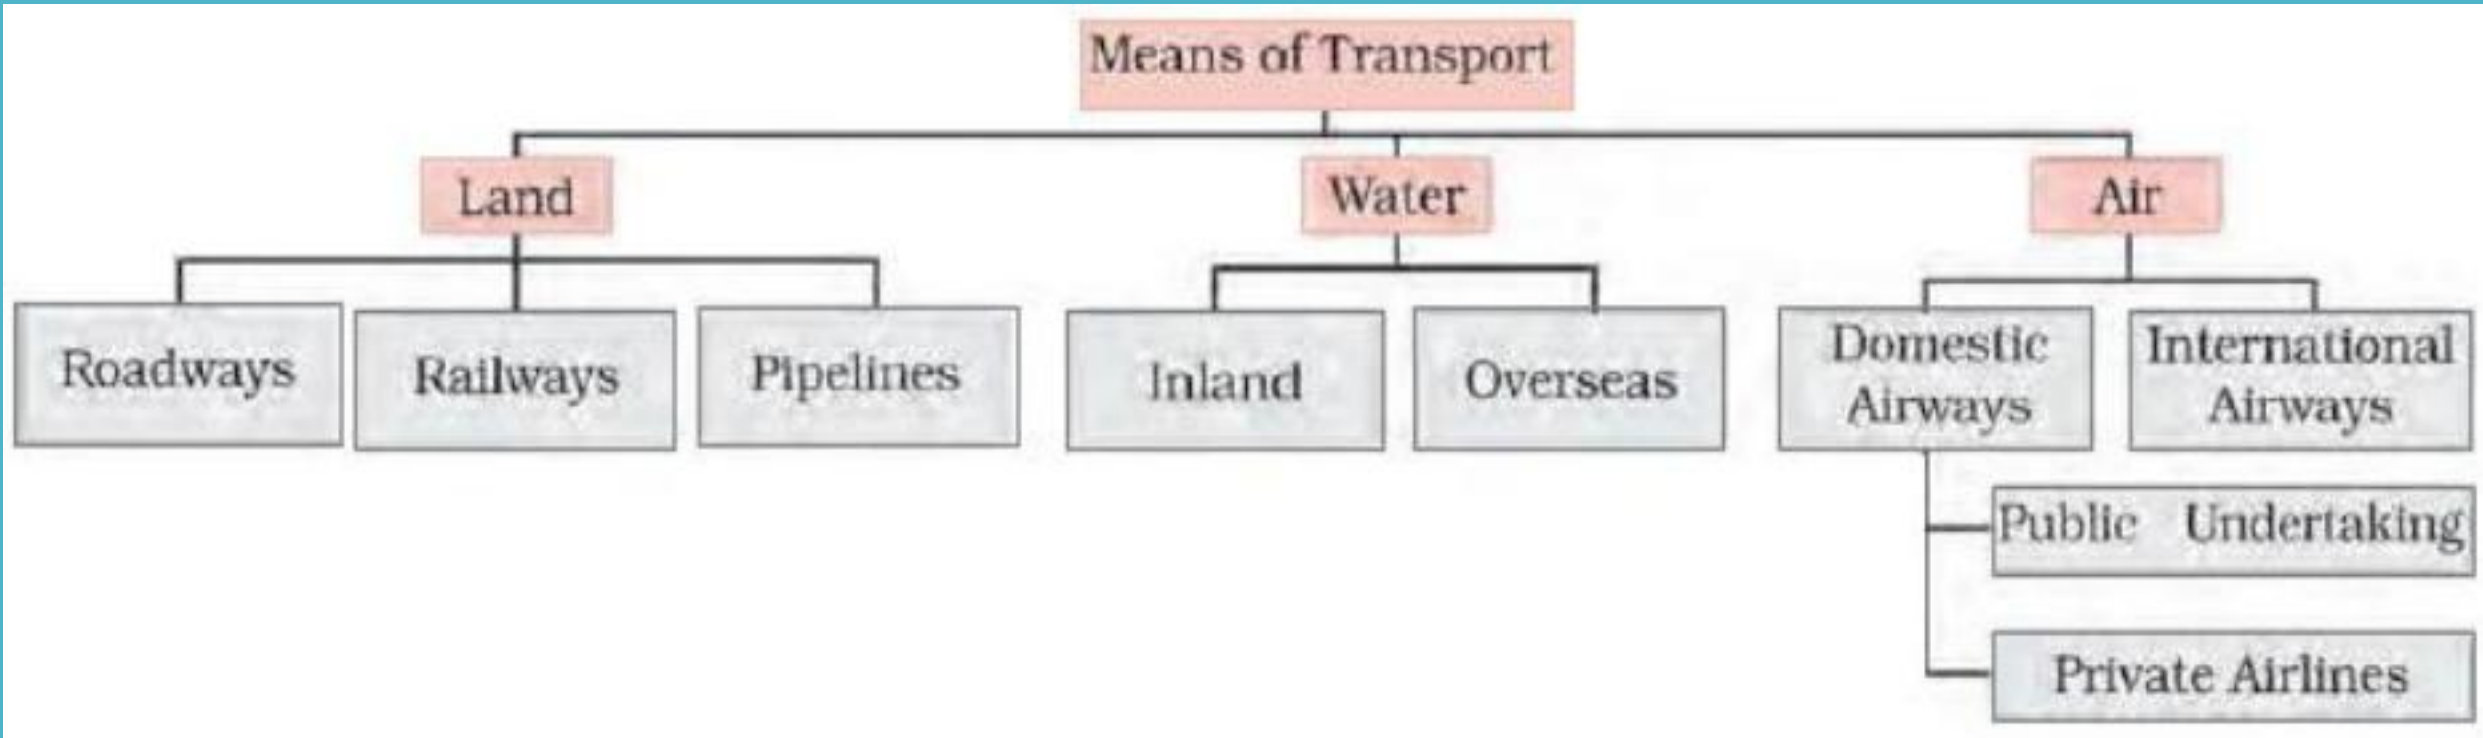 Means of Transport
Land
Water
Air
Roadways
Railways
Pipelines
Inland
Overseas
Domestic
Airways
International
Airways
Public Undertaking
Private Airlines